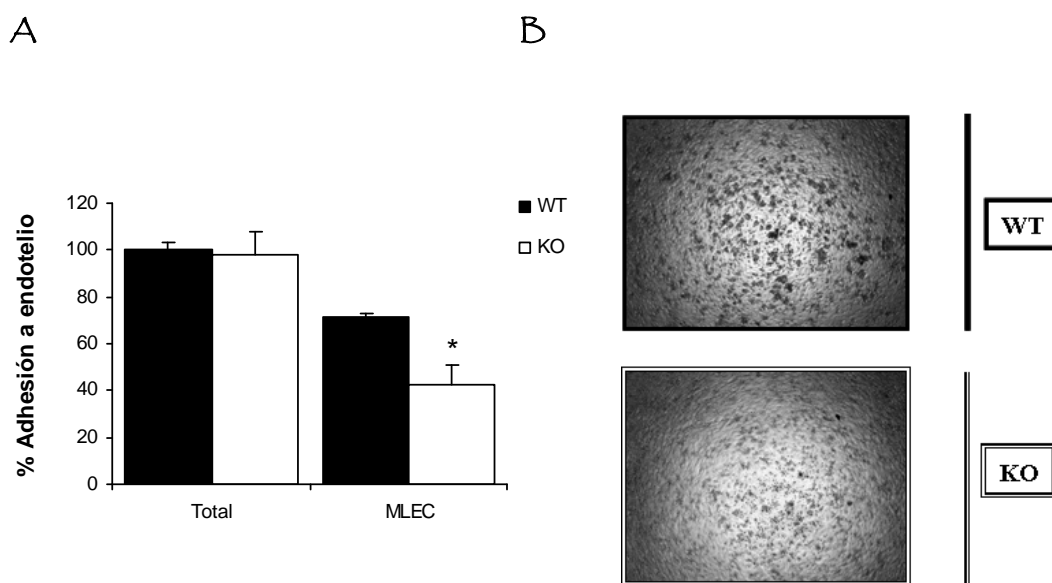 A
B
% Adhesión a endotelio
120
100
80
60
40
20
0
*
Total
MLEC
WT
KO
WT
KO